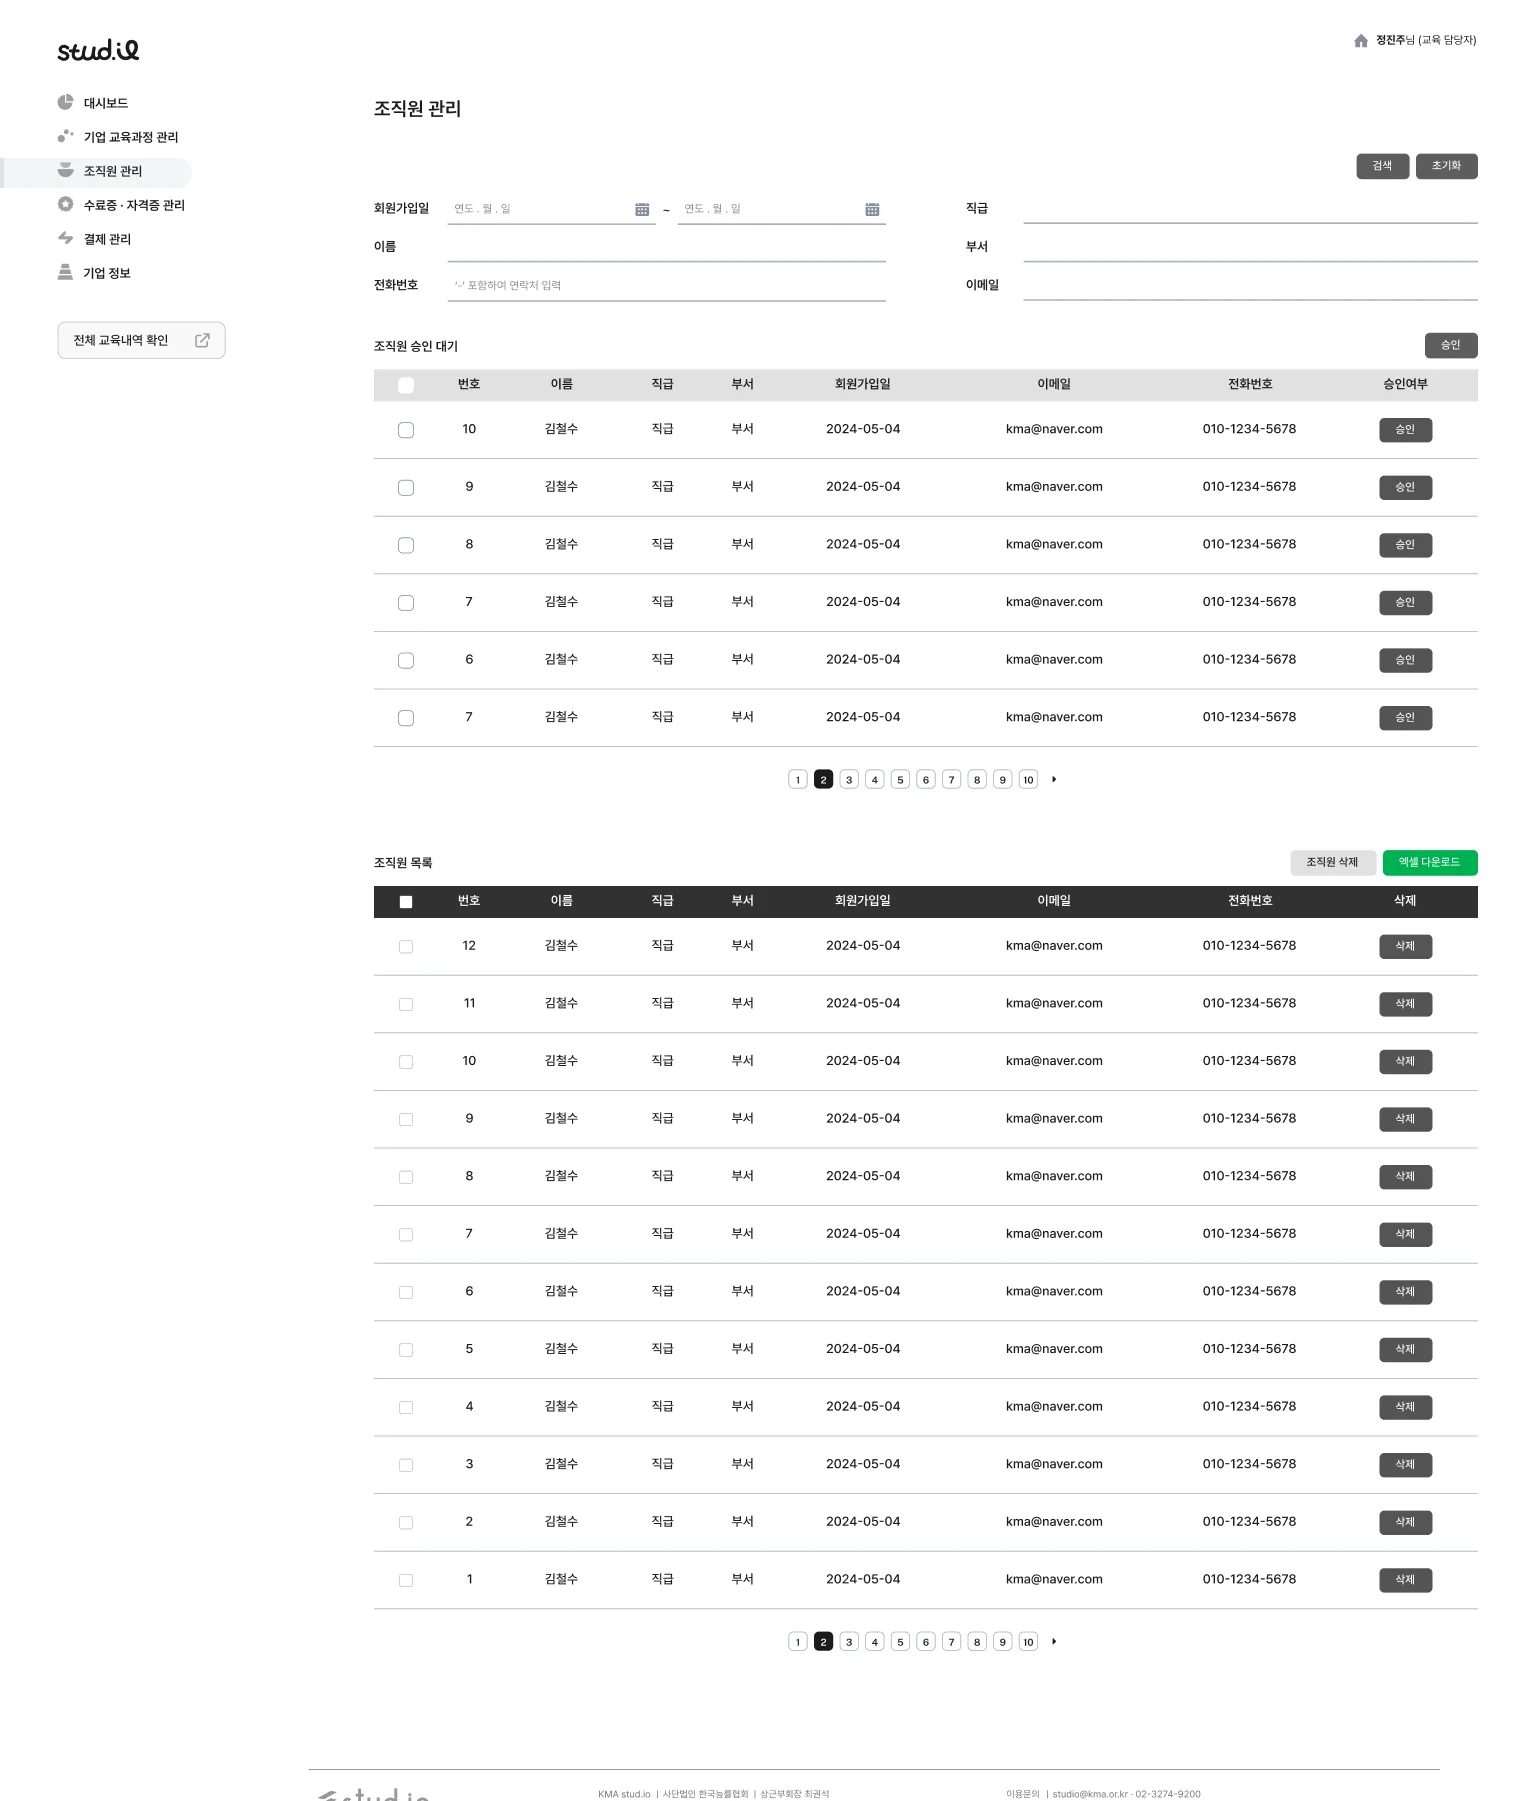 stud.io
정진주님 (교육 담당자)
대시보드
기업 교육과정 관리
조직원 관리
수료증 · 자격증 관리
결제 관리
기업 정보
전체 교육내역 확인
조직원 관리
검색 초기화
회원가입일 연도 . 월 . 일 ~ 연도 . 월 . 일 직급
이름 부서
전화번호 '-' 포함하여 연락처 입력 이메일
조직원 승인 대기 승인
번호 이름 직급 부서 회원가입일 이메일 전화번호 승인여부
10 김철수 직급 부서 2024-05-04 kma@naver.com 010-1234-5678 승인
9 김철수 직급 부서 2024-05-04 kma@naver.com 010-1234-5678 승인
8 김철수 직급 부서 2024-05-04 kma@naver.com 010-1234-5678 승인
7 김철수 직급 부서 2024-05-04 kma@naver.com 010-1234-5678 승인
6 김철수 직급 부서 2024-05-04 kma@naver.com 010-1234-5678 승인
7 김철수 직급 부서 2024-05-04 kma@naver.com 010-1234-5678 승인
1 2 3 4 5 6 7 8 9 10
조직원 목록 조직원 삭제 엑셀 다운로드
번호 이름 직급 부서 회원가입일 이메일 전화번호 삭제
12 김철수 직급 부서 2024-05-04 kma@naver.com 010-1234-5678 삭제
11 김철수 직급 부서 2024-05-04 kma@naver.com 010-1234-5678 삭제
10 김철수 직급 부서 2024-05-04 kma@naver.com 010-1234-5678 삭제
9 김철수 직급 부서 2024-05-04 kma@naver.com 010-1234-5678 삭제
8 김철수 직급 부서 2024-05-04 kma@naver.com 010-1234-5678 삭제
7 김철수 직급 부서 2024-05-04 kma@naver.com 010-1234-5678 삭제
6 김철수 직급 부서 2024-05-04 kma@naver.com 010-1234-5678 삭제
5 김철수 직급 부서 2024-05-04 kma@naver.com 010-1234-5678 삭제
4 김철수 직급 부서 2024-05-04 kma@naver.com 010-1234-5678 삭제
3 김철수 직급 부서 2024-05-04 kma@naver.com 010-1234-5678 삭제
2 김철수 직급 부서 2024-05-04 kma@naver.com 010-1234-5678 삭제
1 김철수 직급 부서 2024-05-04 kma@naver.com 010-1234-5678 삭제
1 2 3 4 5 6 7 8 9 10
stud.io KMA stud.io | 사단법인 한국능률협회 | 상근부회장 최권석 이용문의 | studio@kma.or.kr · 02-3274-9200